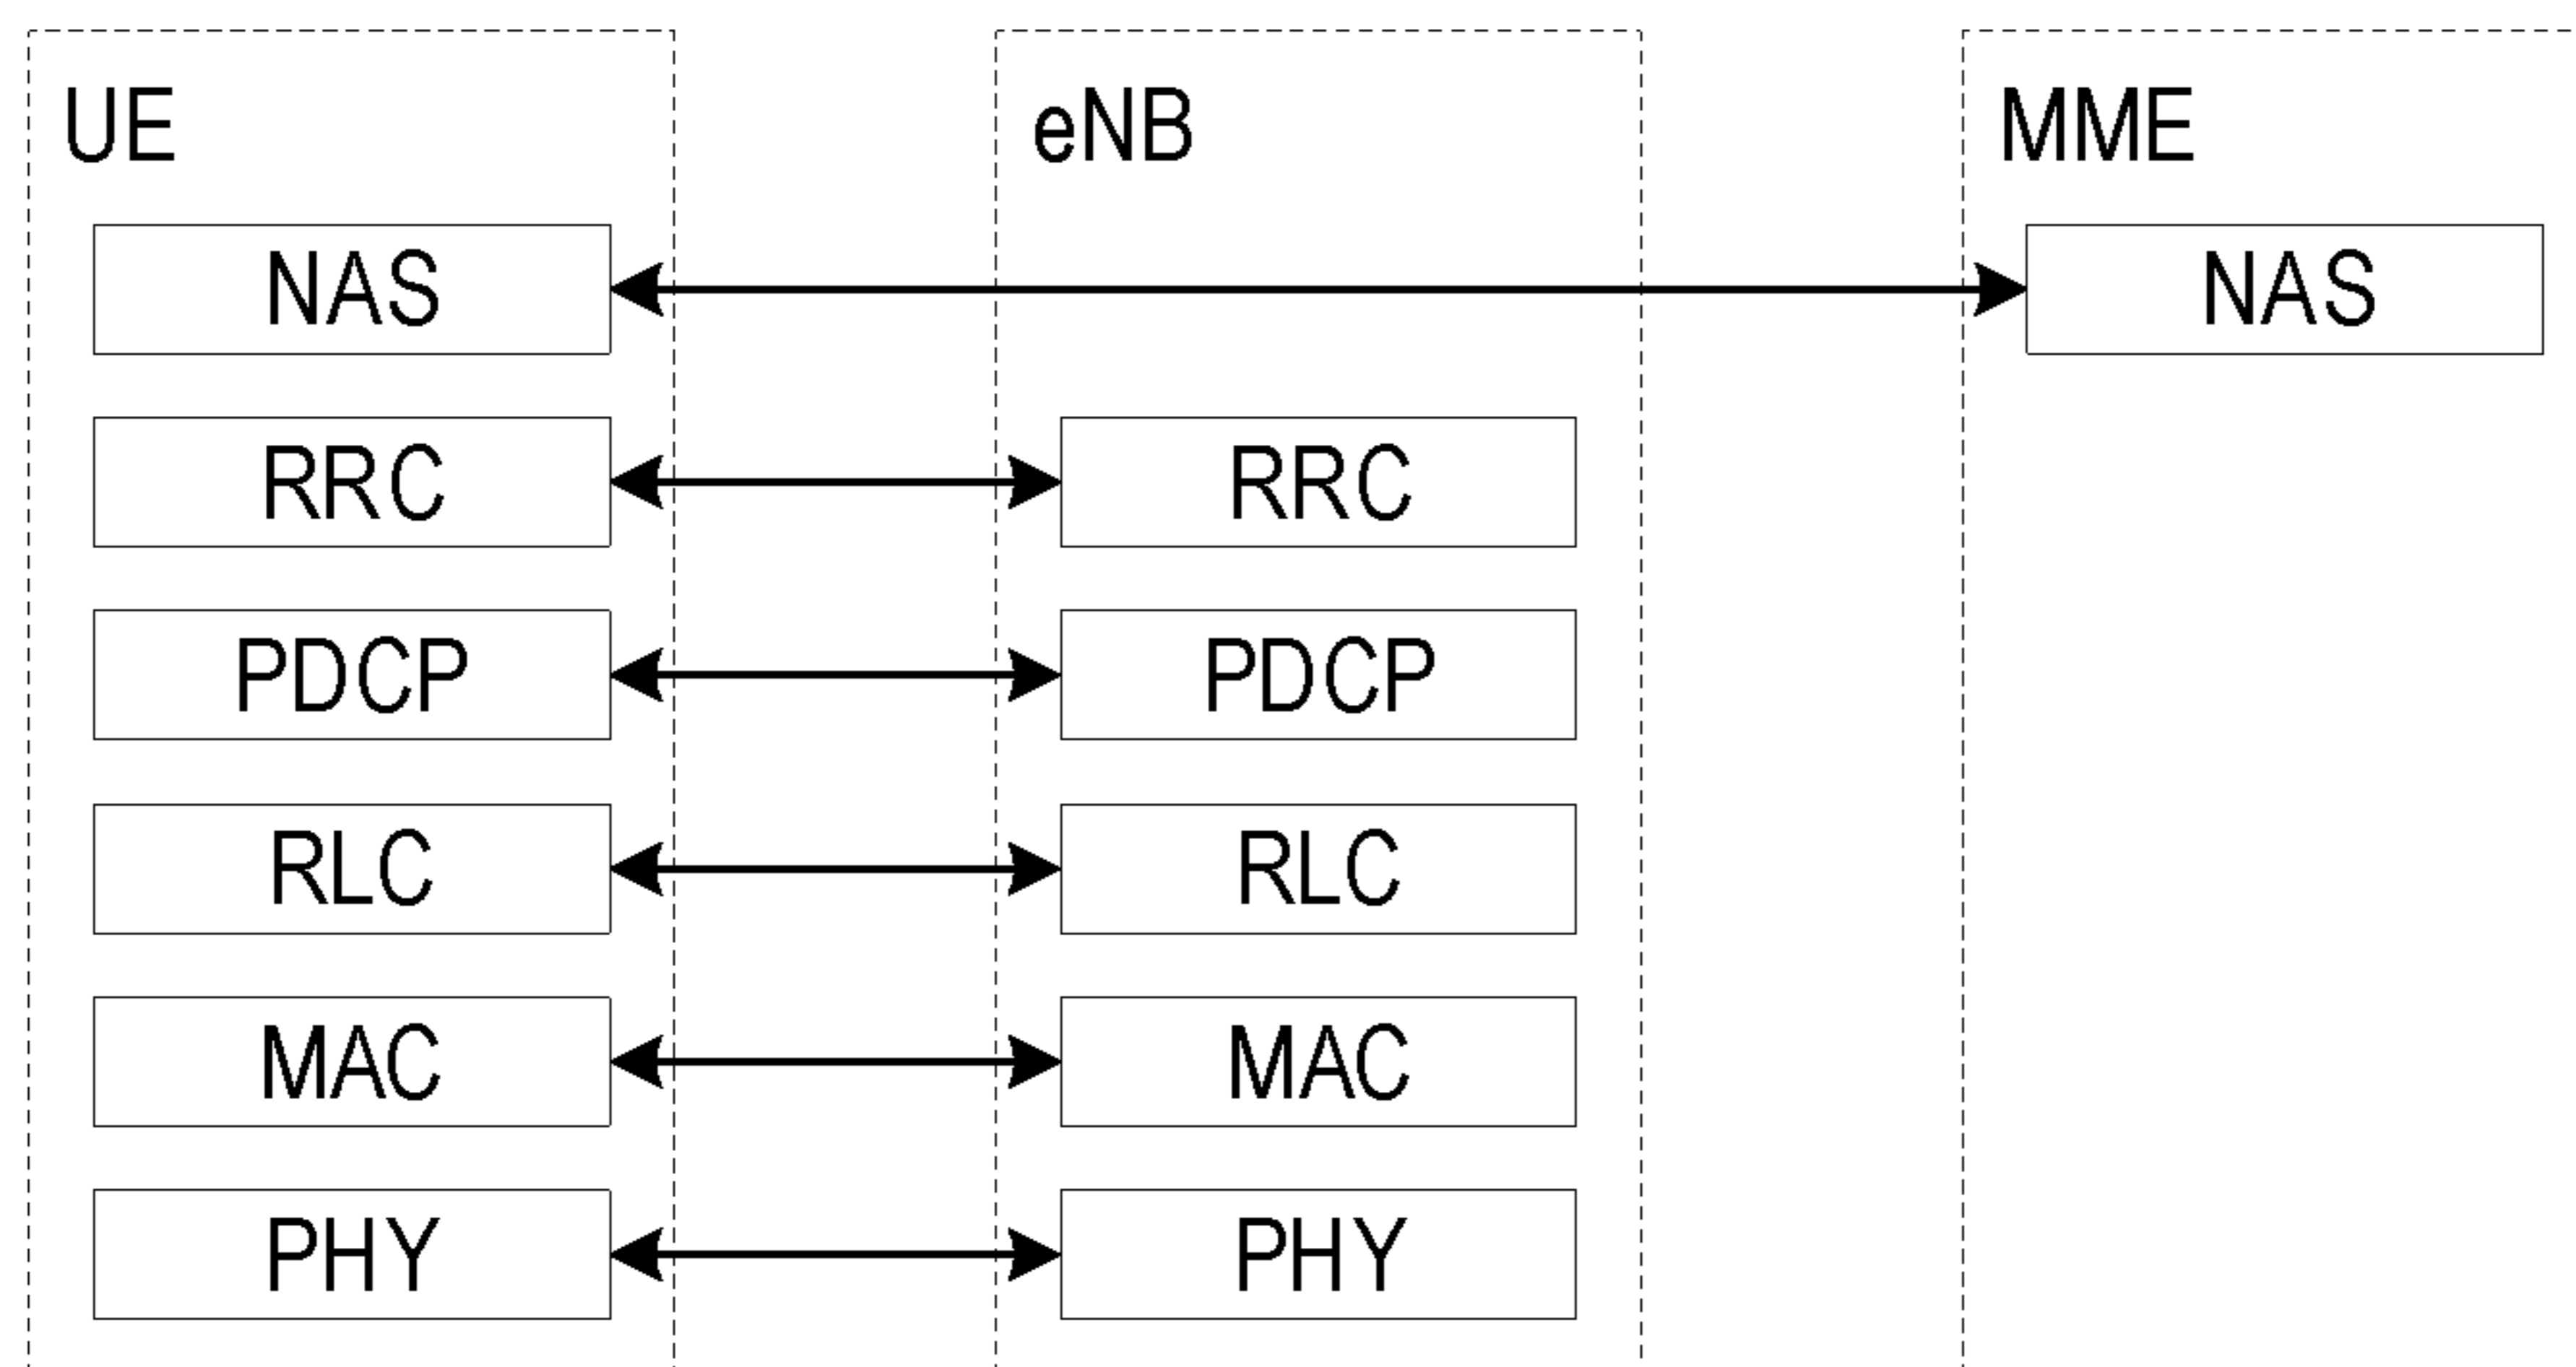 UE
eNB
MME
NAS
NAS
RRC
RRC
PDCP
PDCP
RLC
RLC
MAC
MAC
PHY
PHY